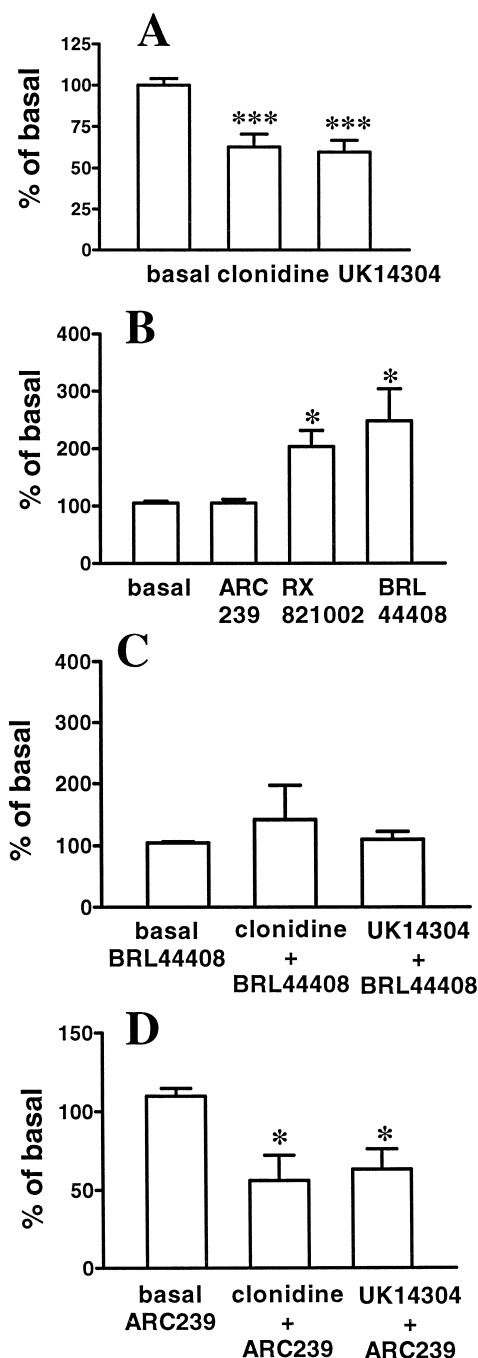 A
% of basal
125
100
75
50
25
0
*** ***
basal clonidine UK14304
B
% of basal
400
300
200
100
0
* *
basal ARC RX BRL
239 821002 44408
C
% of basal
400
300
200
100
0
basal clonidine UK14304
BRL44408 + +
BRL44408 BRL44408
D
% of basal
150
100
50
0
* *
basal clonidine UK14304
ARC239 + +
ARC239 ARC239